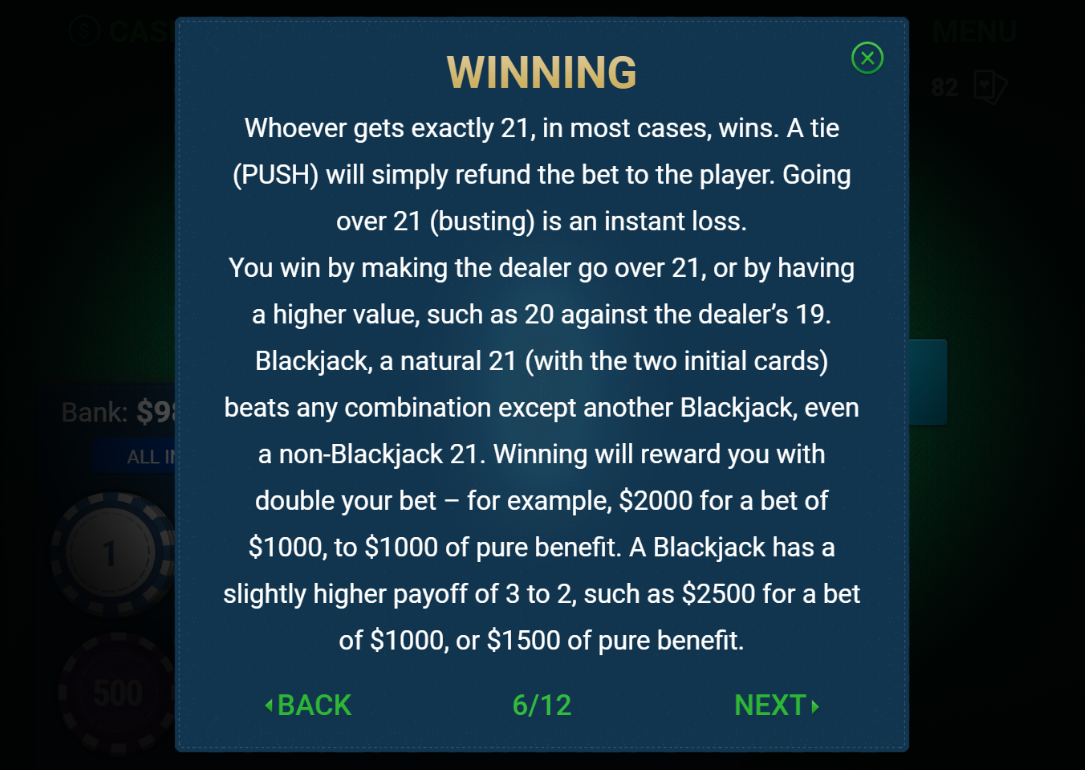 CAS
MENU
WINNING
82
Whoever gets exactly 21, in most cases, wins. A tie
(PUSH) will simply refund the bet to the player. Going
over 21 (busting) is an instant loss.
You win by making the dealer go over 21, or by having
a higher value, such as 20 against the dealer’s 19.
Blackjack, a natural 21 (with the two initial cards)
beats any combination except another Blackjack, even
a non-Blackjack 21. Winning will reward you with
double your bet – for example, $2000 for a bet of
$1000, to $1000 of pure benefit. A Blackjack has a
slightly higher payoff of 3 to 2, such as $2500 for a bet
of $1000, or $1500 of pure benefit.
Bank: $98
ALL IN
1
500
BACK 6/12 NEXT